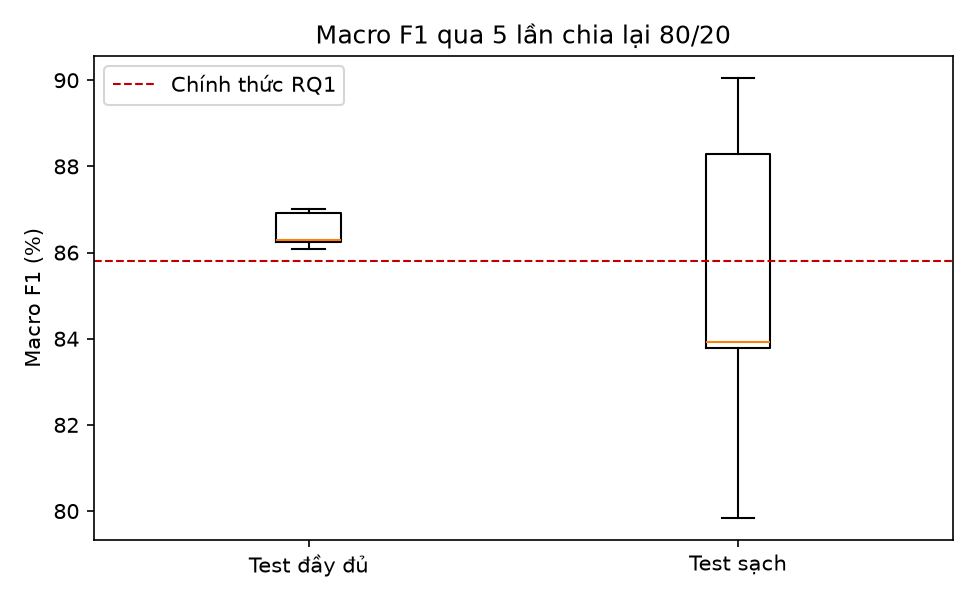 Macro F1 qua 5 lần chia lại 80/20
Chính thức RQ1
Macro F1 (%)
90
88
86
84
82
80
Test đầy đủ
Test sạch